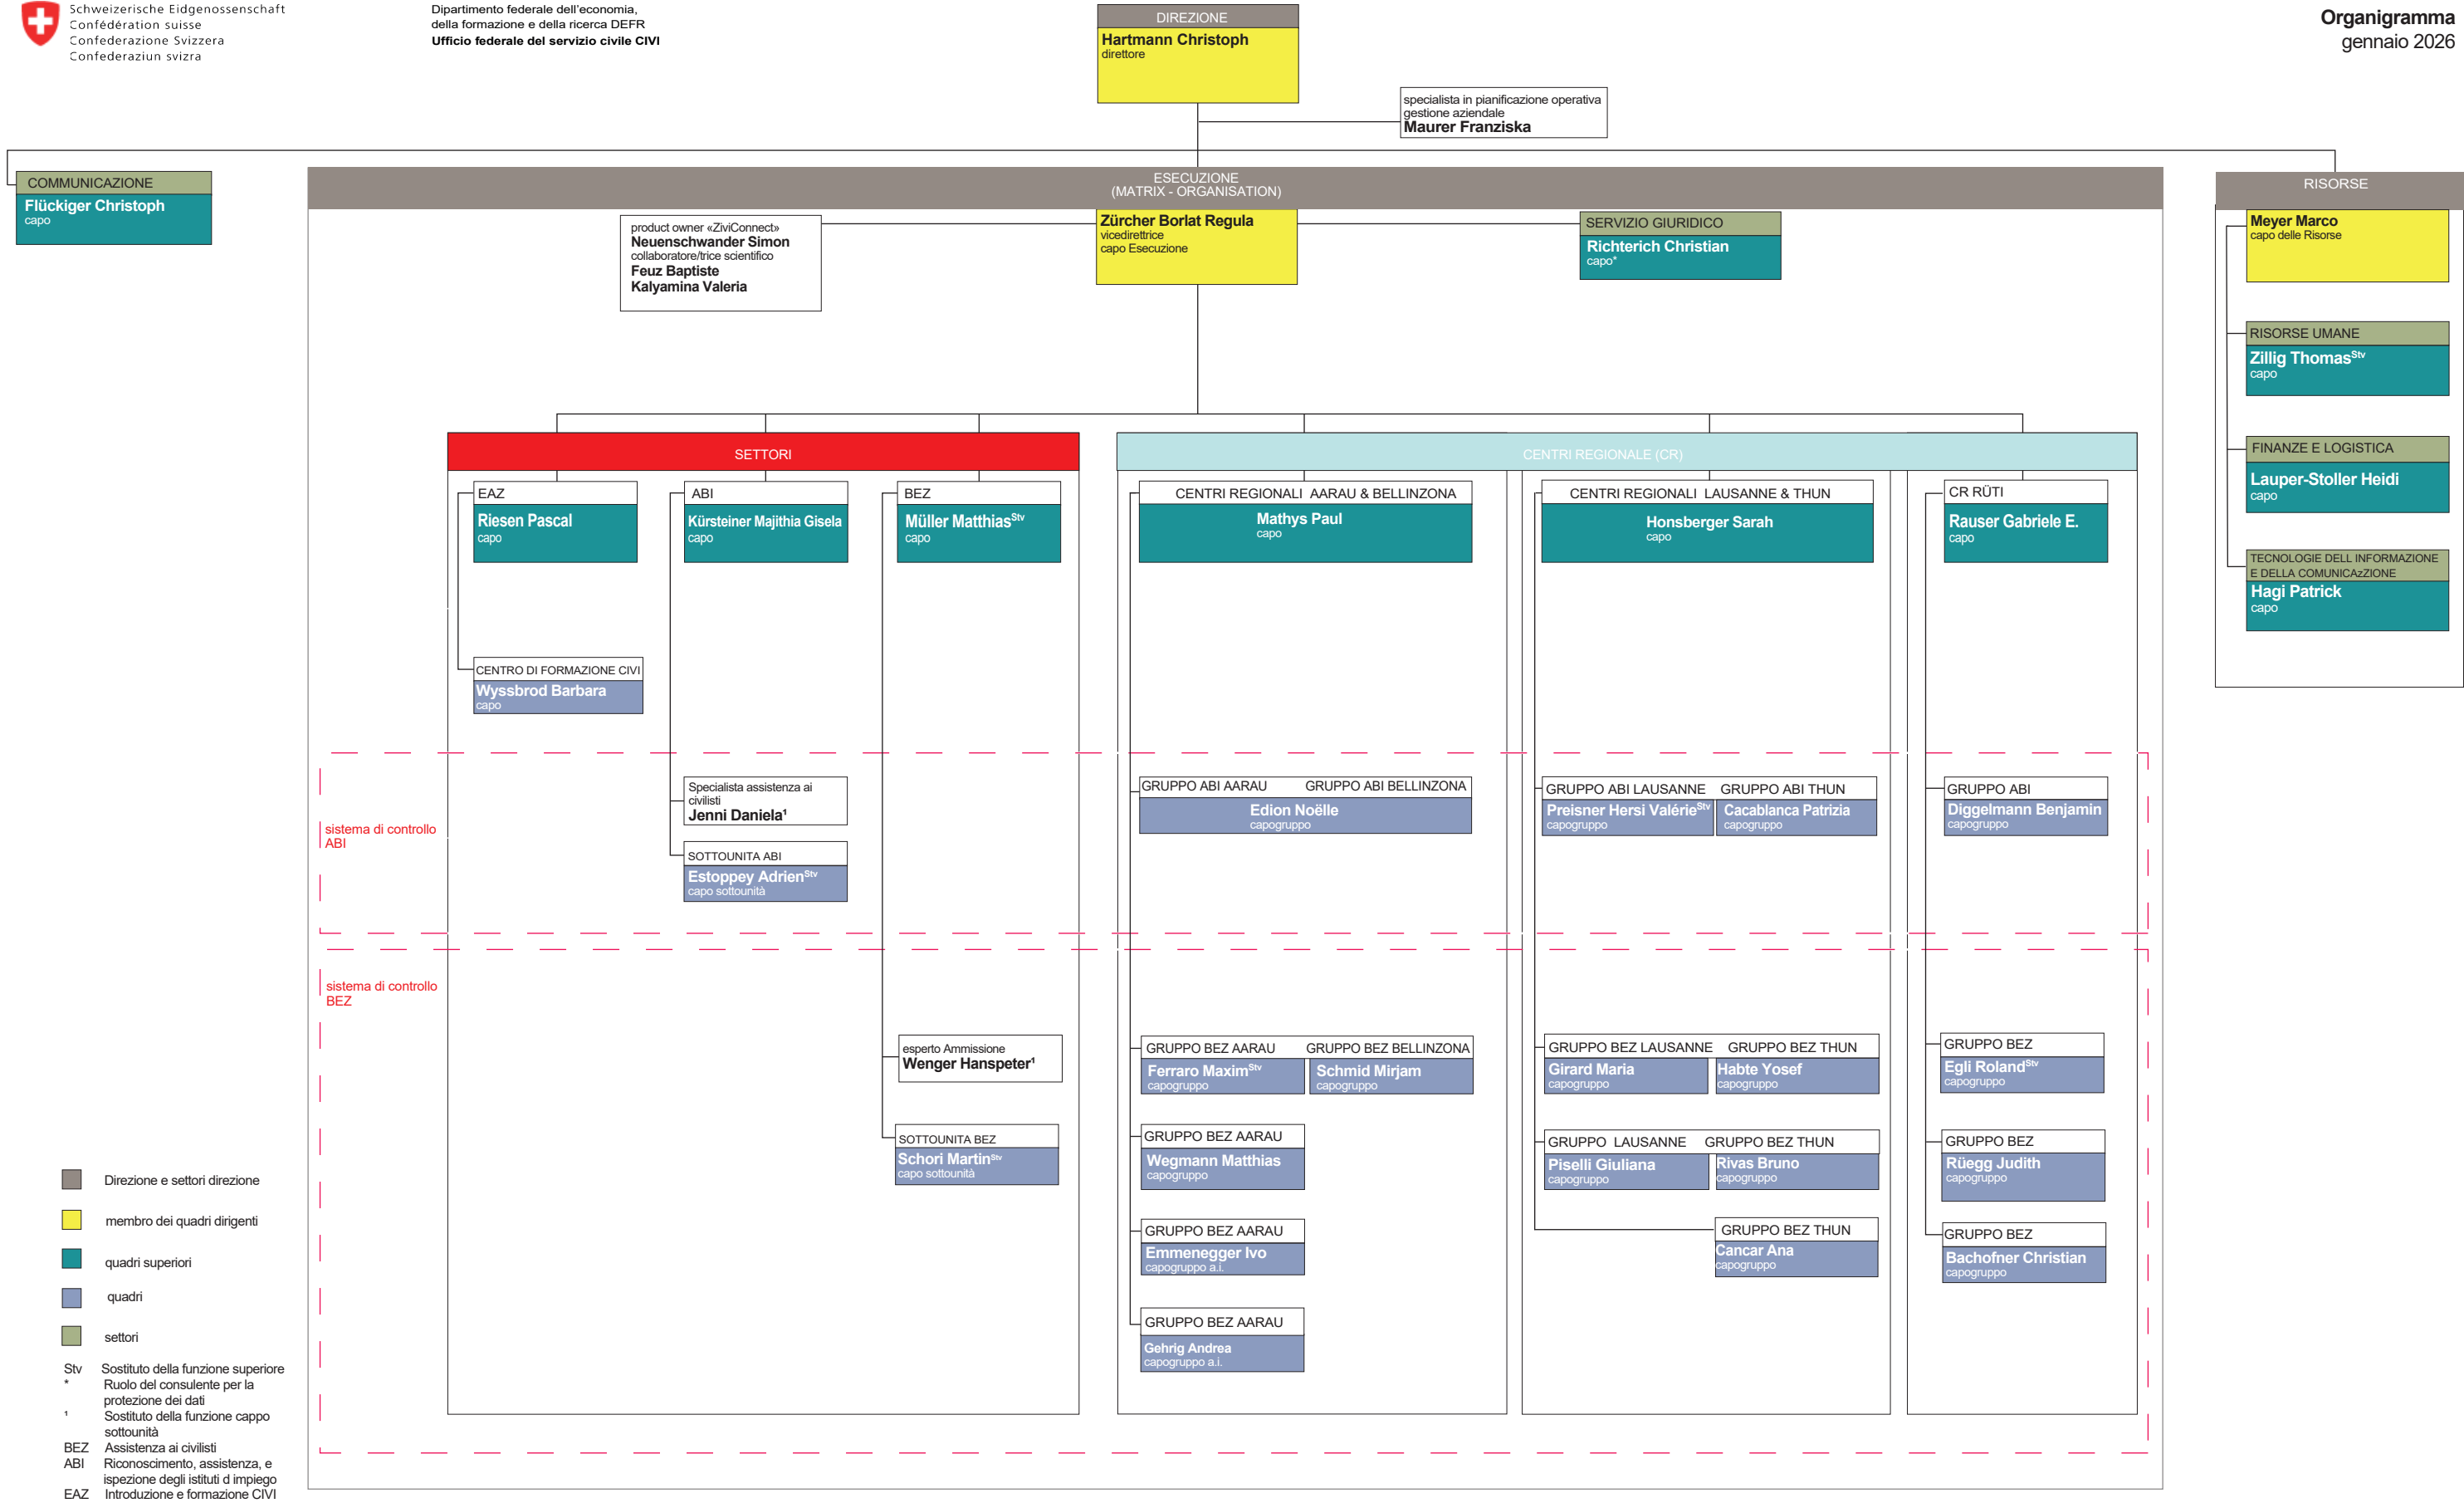 Schweizerische Eidgenossenschaft
Confédération suisse
Confederazione Svizzera
Confederaziun svizra
Dipartimento federale dell'economia,
della formazione e della ricerca DEFR
Ufficio federale del servizio civile CIVI
Organigramma
gennaio 2026
DIREZIONE
Hartmann Christoph
direttore
specialista in pianificazione operativa
gestione aziendale
Maurer Franziska
COMMUNICAZIONE
Flückiger Christoph
capo
ESECUZIONE
(MATRIX - ORGANISATION)
product owner «ZiviConnect»
Neuenschwander Simon
collaboratore/trice scientifico
Feuz Baptiste
Kalyamina Valeria
Zürcher Borlat Regula
vicedirettrice
capo Esecuzione
SERVIZIO GIURIDICO
Richterich Christian
capo*
RISORSE
Meyer Marco
capo delle Risorse
RISORSE UMANE
Zillig Thomas Stv
capo
FINANZE E LOGISTICA
Lauper-Stoller Heidi
capo
TECNOLOGIE DELL INFORMAZIONE
E DELLA COMUNICAzZIONE
Hagi Patrick
capo
SETTORI
EAZ
Riesen Pascal
capo
CENTRO DI FORMAZIONE CIVI
Wyssbrod Barbara
capo
ABI
Kürsteiner Majithia Gisela
capo
Specialista assistenza ai
civilisti
Jenni Daniela¹
SOTTOUNITA ABI
Estoppey Adrien Stv
capo sottounità
BEZ
Müller Matthias Stv
capo
esperto Ammissione
Wenger Hanspeter¹
SOTTOUNITA BEZ
Schori Martin Stv
capo sottounità
CENTRI REGIONALE (CR)
CENTRI REGIONALI AARAU & BELLINZONA
Mathys Paul
capo
GRUPPO ABI AARAU GRUPPO ABI BELLINZONA
Edion Noëlle
capogruppo
GRUPPO BEZ AARAU GRUPPO BEZ BELLINZONA
Ferraro Maxim Stv
capogruppo
Schmid Mirjam
capogruppo
GRUPPO BEZ AARAU
Wegmann Matthias
capogruppo
GRUPPO BEZ AARAU
Emmenegger Ivo
capogruppo a.i.
GRUPPO BEZ AARAU
Gehrig Andrea
capogruppo a.i.
CENTRI REGIONALI LAUSANNE & THUN
Honsberger Sarah
capo
GRUPPO ABI LAUSANNE GRUPPO ABI THUN
Preisner Hersi Valérie Stv
capogruppo
Cacablanca Patrizia
capogruppo
GRUPPO BEZ LAUSANNE GRUPPO BEZ THUN
Girard Maria
capogruppo
Habte Yosef
capogruppo
GRUPPO LAUSANNE GRUPPO BEZ THUN
Piselli Giuliana
capogruppo
Rivas Bruno
capogruppo
GRUPPO BEZ THUN
Cancar Ana
capogruppo
CR RÜTI
Rauser Gabriele E.
capo
GRUPPO ABI
Diggelmann Benjamin
capogruppo
GRUPPO BEZ
Egli Roland Stv
capogruppo
GRUPPO BEZ
Rüegg Judith
capogruppo
GRUPPO BEZ
Bachofner Christian
capogruppo
sistema di controllo
ABI
sistema di controllo
BEZ
Direzione e settori direzione
membro dei quadri dirigenti
quadri superiori
quadri
settori
Stv Sostituto della funzione superiore
* Ruolo del consulente per la
protezione dei dati
¹ Sostituto della funzione cappo
sottounità
BEZ Assistenza ai civilisti
ABI Riconoscimento, assistenza, e
ispezione degli istituti d impiego
EAZ Introduzione e formazione CIVI